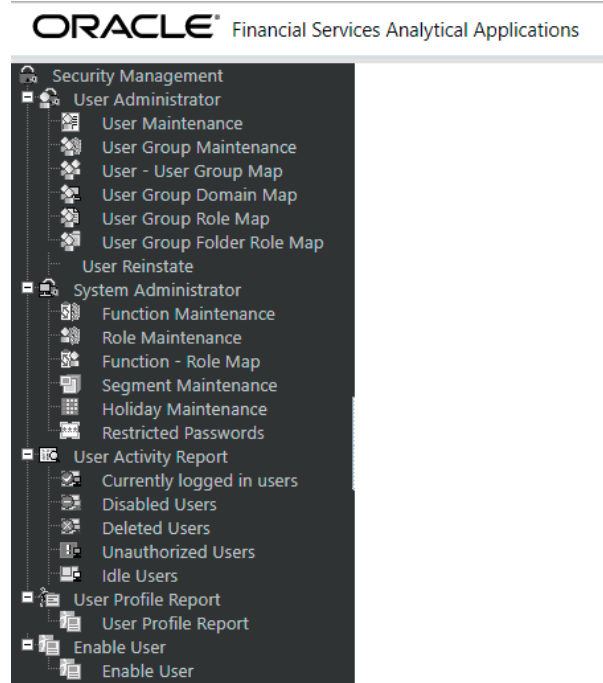 ORACLE® Financial Services Analytical Applications
Security Management
User Administrator
User Maintenance
User Group Maintenance
User - User Group Map
User Group Domain Map
User Group Role Map
User Group Folder Role Map
User Reinstate
System Administrator
Function Maintenance
Role Maintenance
Function - Role Map
Segment Maintenance
Holiday Maintenance
Restricted Passwords
User Activity Report
Currently logged in users
Disabled Users
Deleted Users
Unauthorized Users
Idle Users
User Profile Report
User Profile Report
Enable User
Enable User